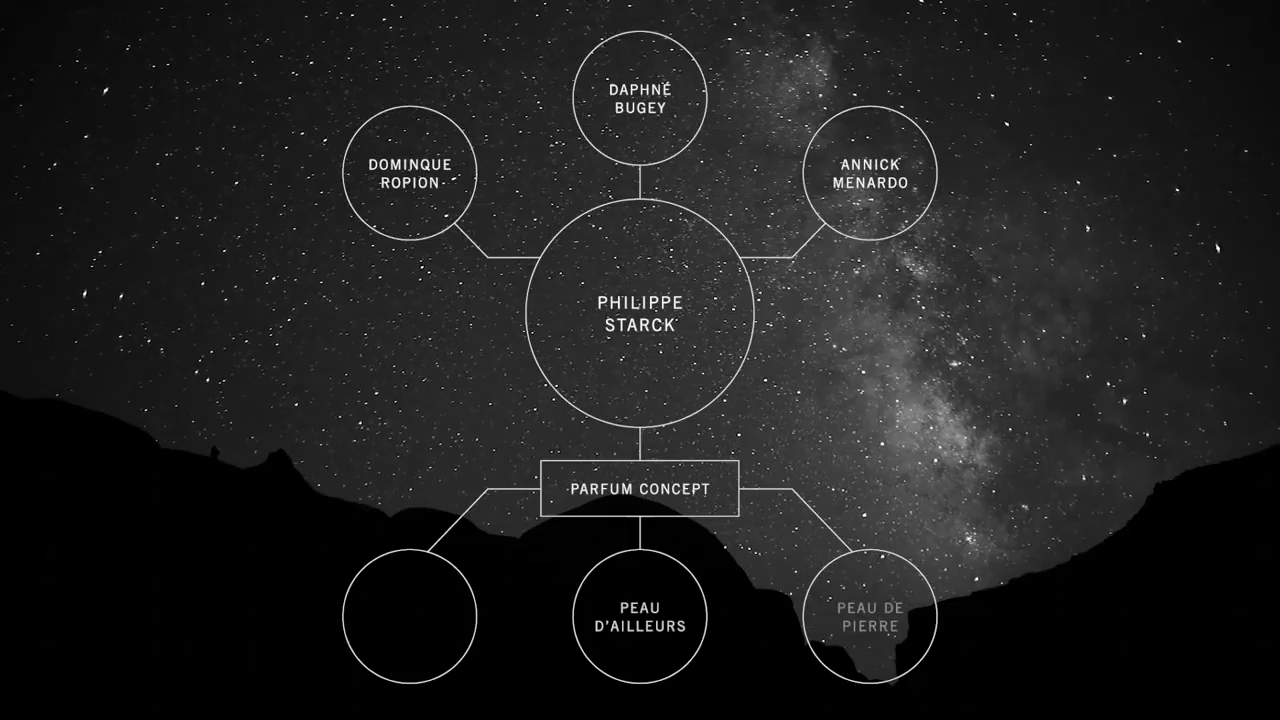 DAPHNÉ
BUGEY
DOMINQUE
ROPION
ANNICK
MENARDO
PHILIPPE
STARCK
PARFUM CONCEPT
PEAU
D'AILLEURS
PEAU DE
PIERRE